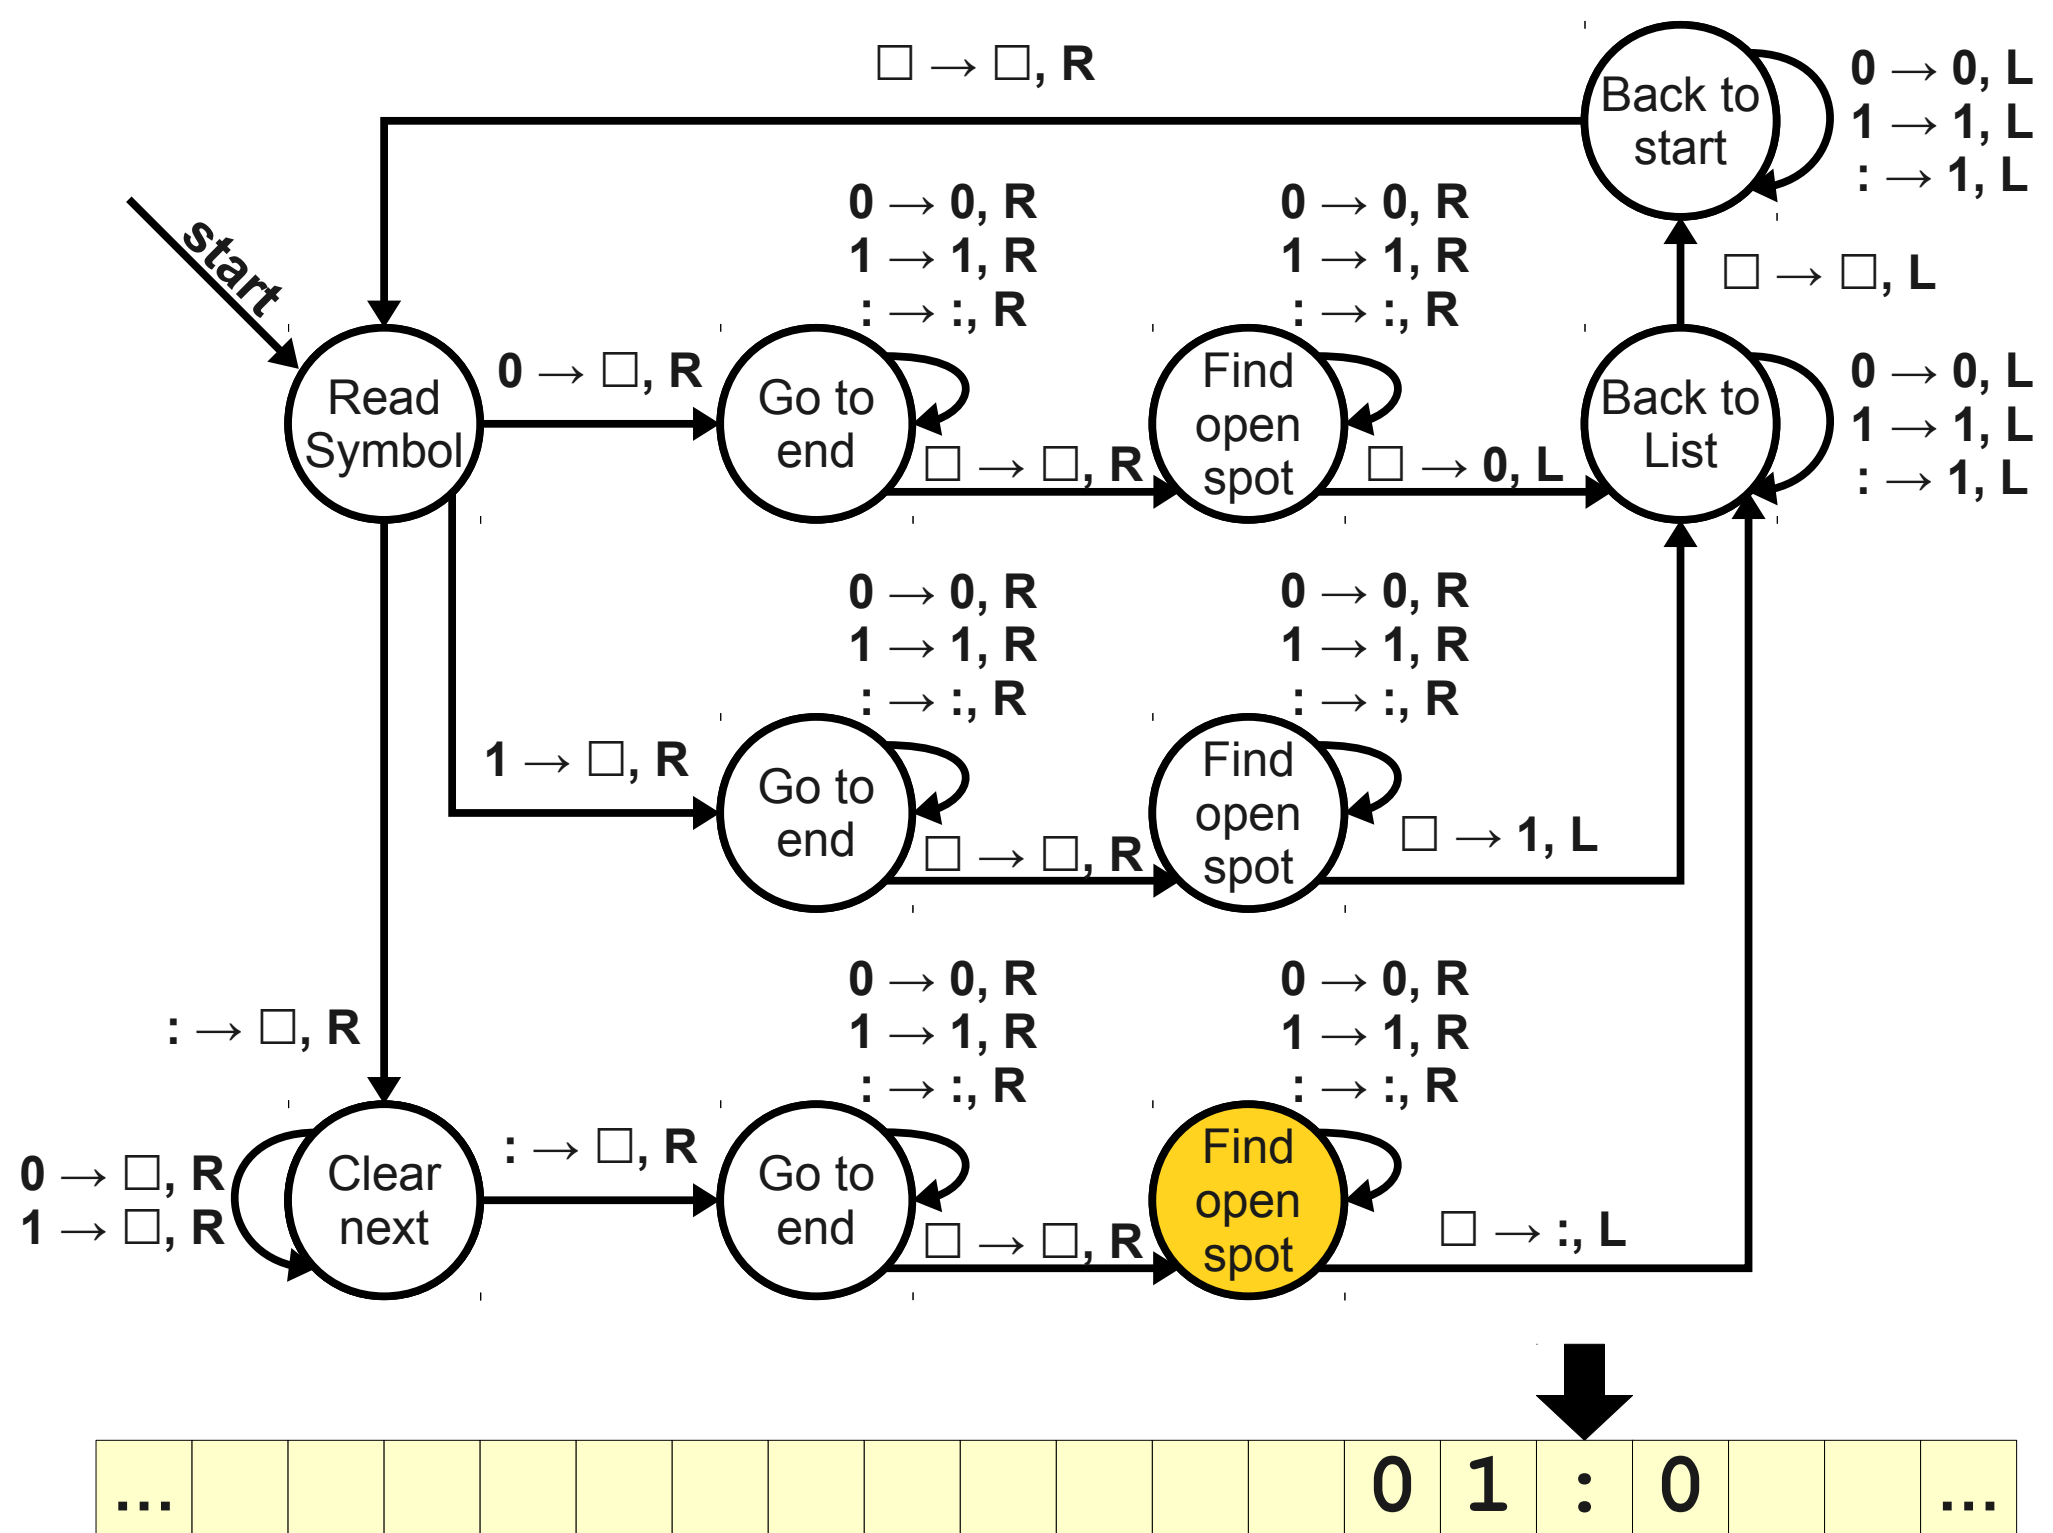 □ → □, R
Back to
start
0 → 0, L
1 → 1, L
: → 1, L
start
0 → 0, R
1 → 1, R
: → :, R
0 → 0, R
1 → 1, R
: → :, R
□ → □, L
Read
Symbol
0 → □, R
Go to
end
□ → □, R
Find
open
spot
□ → 0, L
Back to
List
0 → 0, L
1 → 1, L
: → 1, L
0 → 0, R
1 → 1, R
: → :, R
0 → 0, R
1 → 1, R
: → :, R
1 → □, R
Go to
end
□ → □, R
Find
open
spot
□ → 1, L
0 → 0, R
1 → 1, R
: → :, R
0 → 0, R
1 → 1, R
: → :, R
: → □, R
0 → □, R
1 → □, R
Clear
next
: → □, R
Go to
end
□ → □, R
Find
open
spot
□ → :, L
... 0 1 : 0 ...